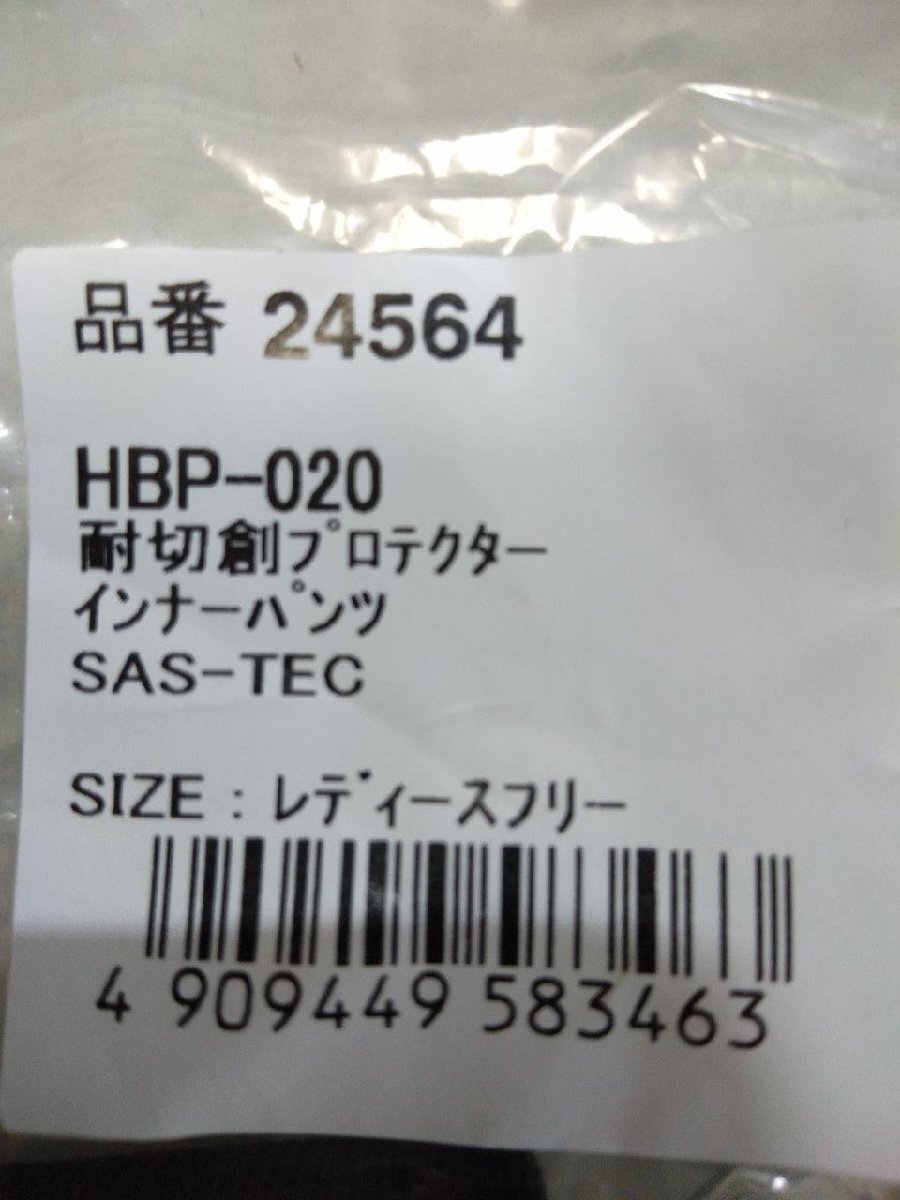 品番 24564
HBP-020
耐切創プロテクター
インナーパンツ
SAS-TEC
SIZE : レディースフリー
4 909449 583463